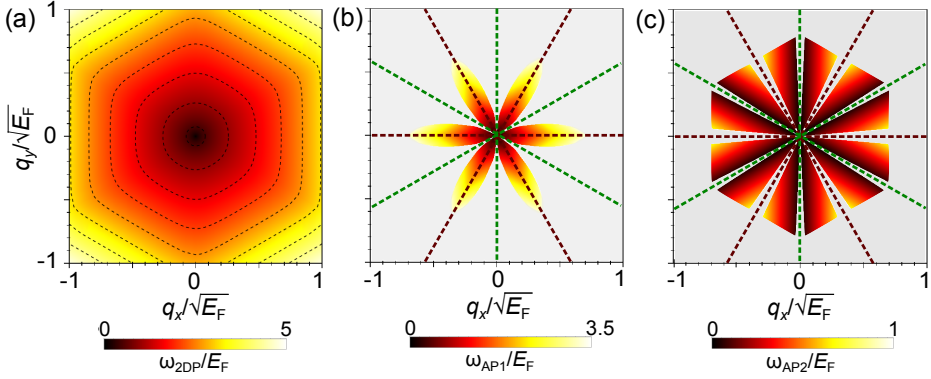 (a)
1
0
-1
q_y/√E_F
-1
0
1
q_x/√E_F
0
5
ω_2DP/E_F
(b)
-1
0
1
q_x/√E_F
0
3.5
ω_AP1/E_F
(c)
-1
0
1
q_x/√E_F
0
1
ω_AP2/E_F